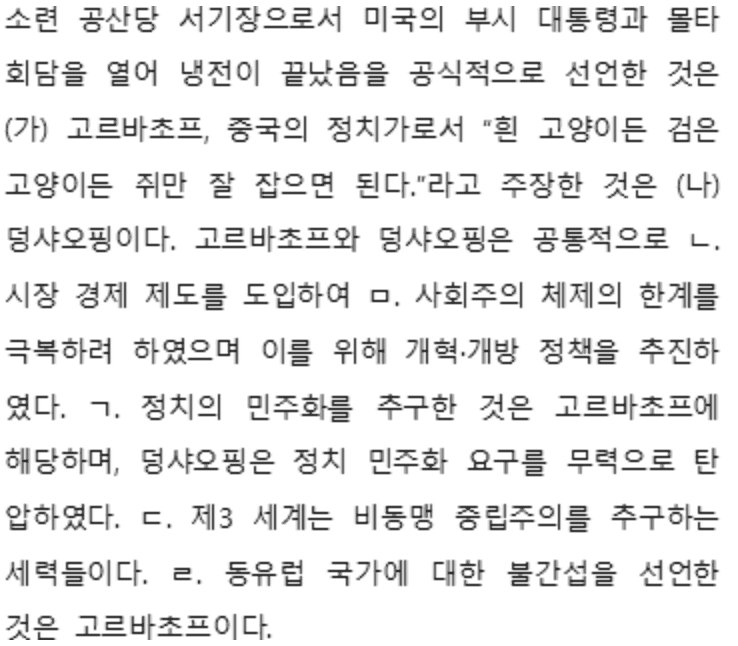 소련 공산당 서기장으로서 미국의 부시 대통령과 몰타
회담을 열어 냉전이 끝났음을 공식적으로 선언한 것은
(가) 고르바초프, 중국의 정치가로서 “흰 고양이든 검은
고양이든 쥐만 잘 잡으면 된다.”라고 주장한 것은 (나)
덩샤오핑이다. 고르바초프와 덩샤오핑은 공통적으로 ㄴ.
시장 경제 제도를 도입하여 ㅁ. 사회주의 체제의 한계를
극복하려 하였으며 이를 위해 개혁·개방 정책을 추진하
였다. ㄱ. 정치의 민주화를 추구한 것은 고르바초프에
해당하며, 덩샤오핑은 정치 민주화 요구를 무력으로 탄
압하였다. ㄷ. 제3 세계는 비동맹 중립주의를 추구하는
세력들이다. ㄹ. 동유럽 국가에 대한 불간섭을 선언한
것은 고르바초프이다.